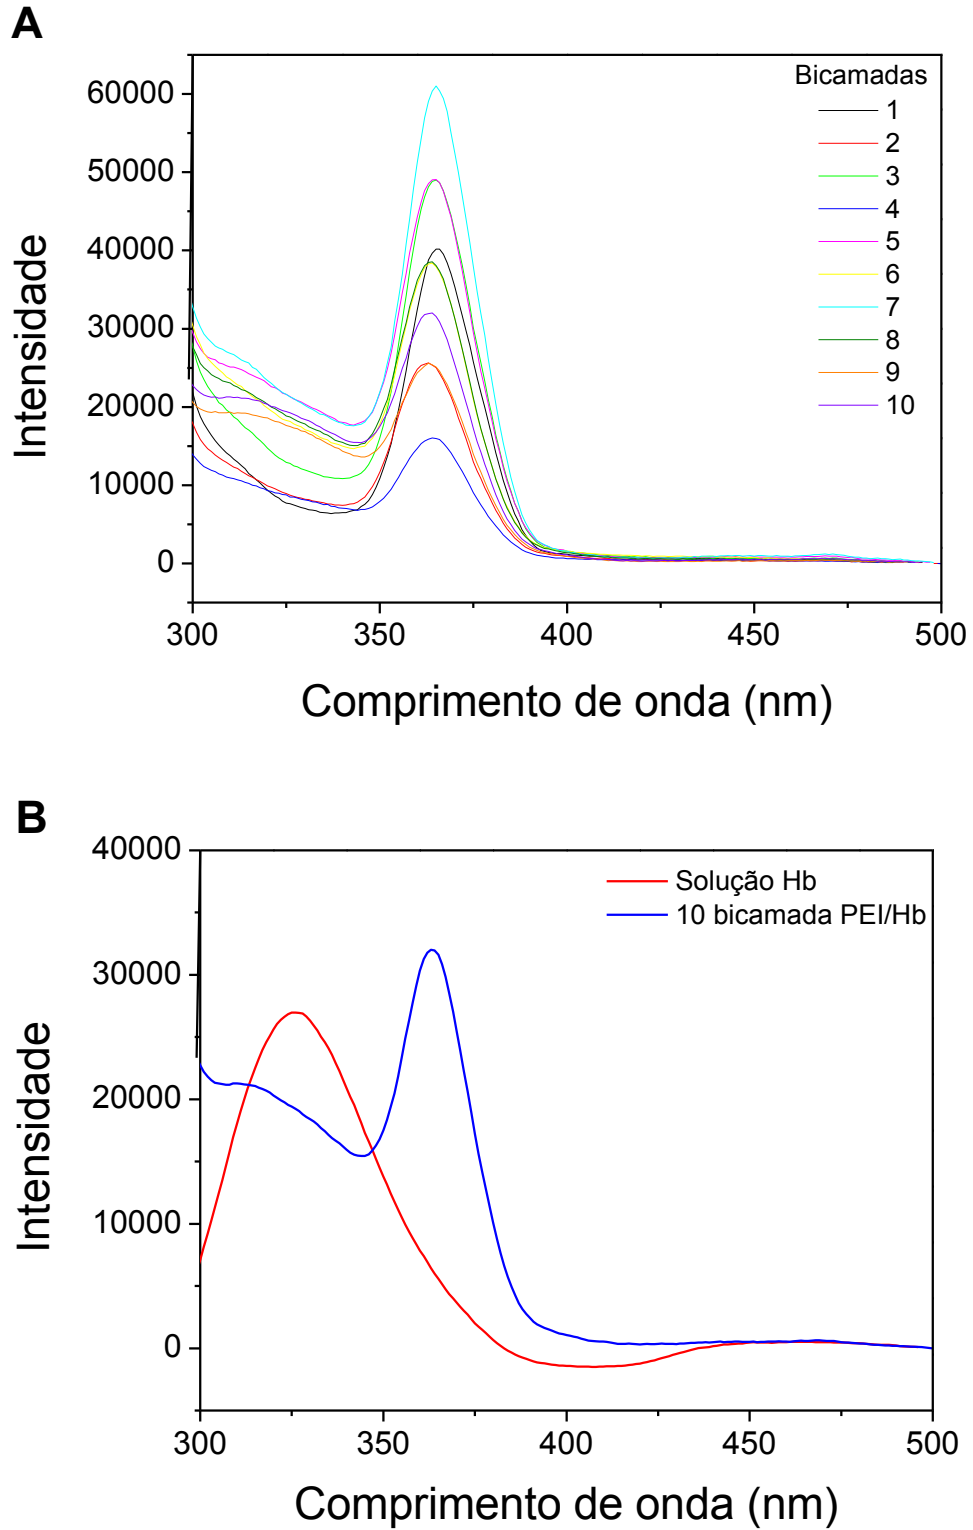 A
Bicamadas
1
2
3
4
5
6
7
8
9
10
60000
50000
40000
30000
20000
10000
0
Intensidade
300 350 400 450 500
Comprimento de onda (nm)
B
Solução Hb
10 bicamada PEI/Hb
40000
30000
20000
10000
0
Intensidade
300 350 400 450 500
Comprimento de onda (nm)